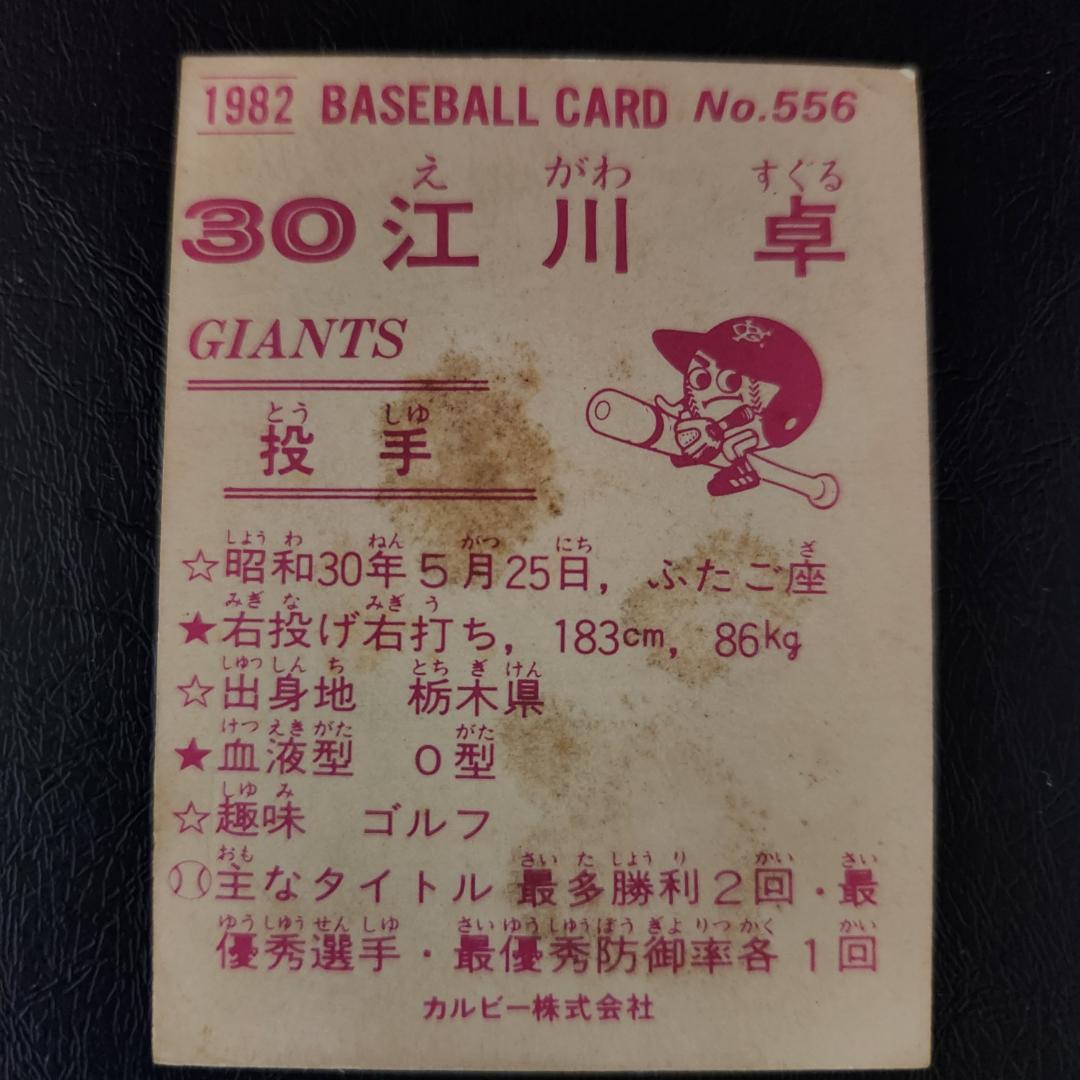 1982 BASEBALL CARD No.556
え がわ すぐる
30 江川 卓
GIANTS
とう しゅ
投手
しょう わ ねん がつ にち ざ
☆昭和30年5月25日，ふたご座
みぎ な みぎ う
★右投げ右打ち，183cm，86kg
しゅっ しん ち とち ぎ けん
☆出身地 栃木県
けつ えき がた がた
★血液型 O型
しゅ み
☆趣味 ゴルフ
おも さい た しょう り かい さい
主なタイトル 最多勝利2回・最
ゆう しゅう せん しゅ さい ゆう しゅう ぼう ぎょ りつ かく かい
優秀選手・最優秀防御率各1回
カルビー株式会社